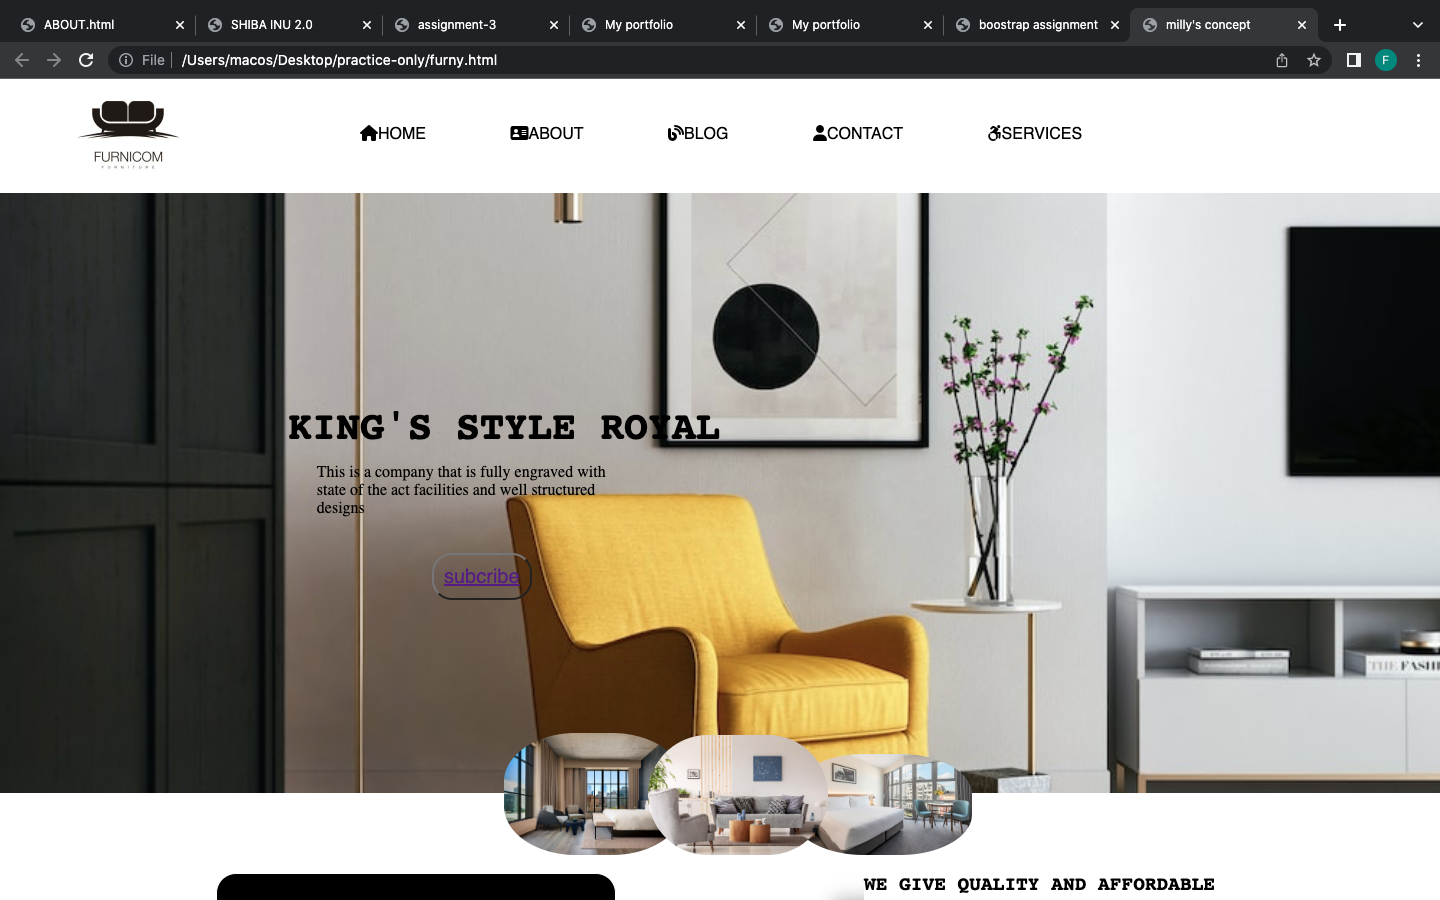 ABOUT.html
SHIBA INU 2.0
assignment-3
My portfolio
My portfolio
boostrap assignment
milly's concept
File
/Users/macos/Desktop/practice-only/furny.html
F
FURNICOM
FURNITURE
HOME
ABOUT
BLOG
CONTACT
SERVICES
KING'S STYLE ROYAL
This is a company that is fully engraved with
state of the act facilities and well structured
designs
subcribe
THE FASHI
WE GIVE QUALITY AND AFFORDABLE